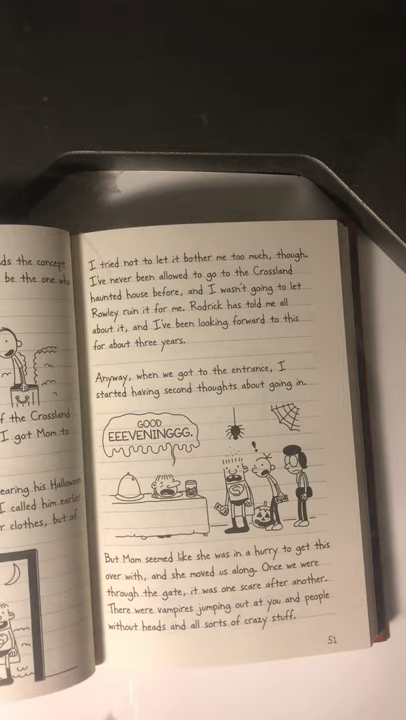 ds the concept
be the one who
f the Crossland
I got Mom to
earing his Halloween
I called him earlier
r clothes, but of
I tried not to let it bother me too much, though.
I've never been allowed to go to the Crossland
haunted house before, and I wasn't going to let
Rowley ruin it for me. Rodrick has told me all
about it, and I've been looking forward to this
for about three years.
Anyway, when we got to the entrance, I
started having second thoughts about going in.
GOOD
EEEVENINGGG.
!
But Mom seemed like she was in a hurry to get this
over with, and she moved us along. Once we were
through the gate, it was one scare after another.
There were vampires jumping out at you and people
without heads and all sorts of crazy stuff.
51